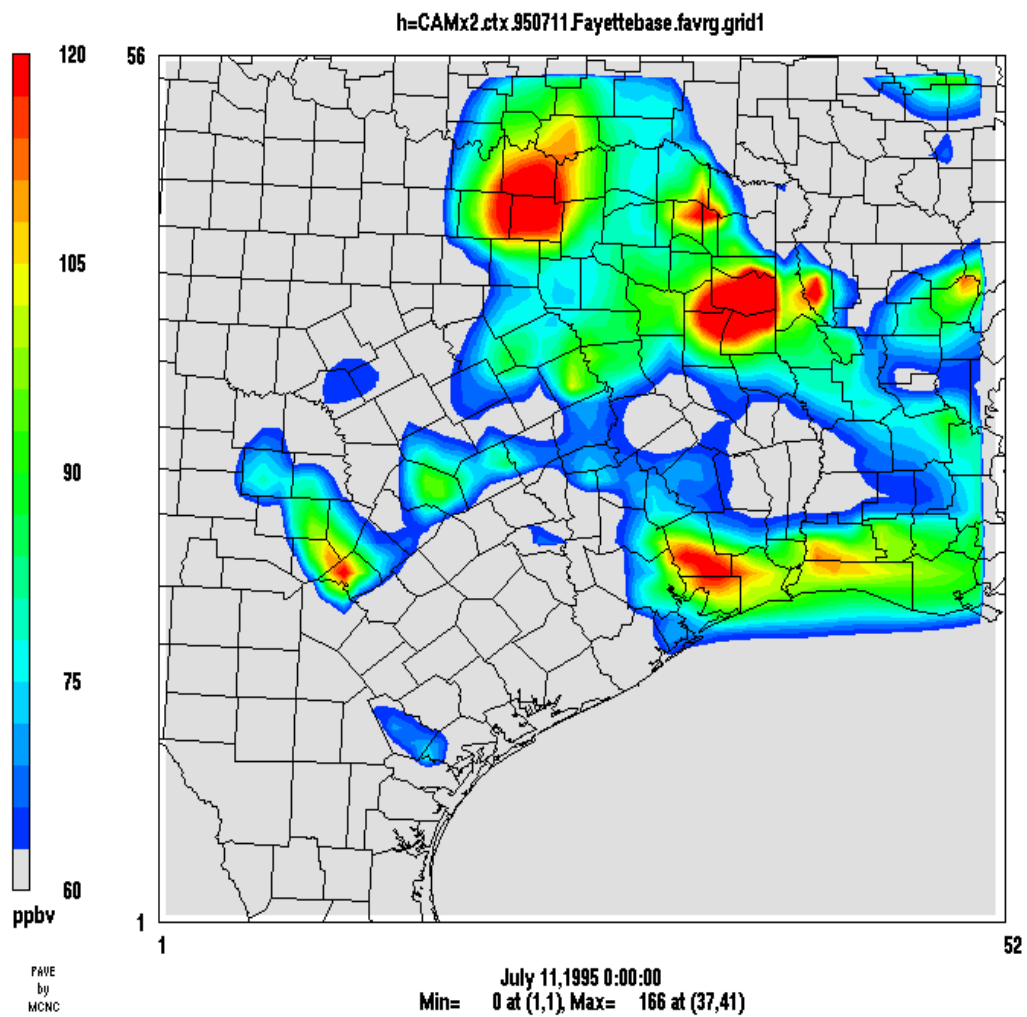 h=CAMx2.ctx.950711.Fayettebase.favrg.grid1
120
105
90
75
60
ppbv
56
1
1
52
PAVE
by
MCNC
July 11,1995 0:00:00
Min= 0 at (1,1), Max= 166 at (37,41)